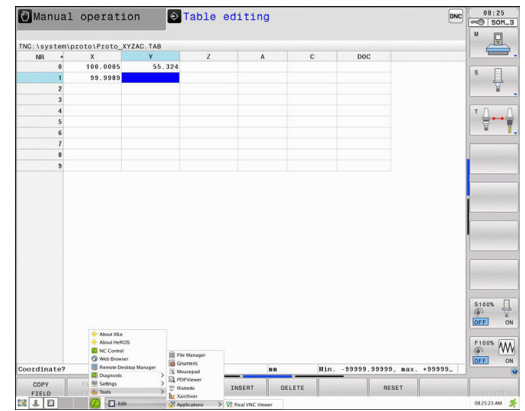 Manual operation
Table editing
DNC
08:25
SOM_3
TNC:\system\proto\Proto_XYZAC.TAB
NR X Y Z A C DOC
0 100.0005 55.324
1 99.9989
2
3
4
5
6
7
8
9
M
S
T
S100%
OFF ON
F100%
OFF ON
About Xfce
About HeROS
NC Control
Web Browser
Remote Desktop Manager
Diagnostic
Settings
Tools
Exit
File Manager
Gnumeric
Mousepad
PDFViewer
Ristretto
Xarchiver
Applications
Real VNC Viewer
Coordinate? mm Min. -99999.99999, max. +99999…
COPY
FIELD
INSERT
DELETE
RESET
08:25:23 AM